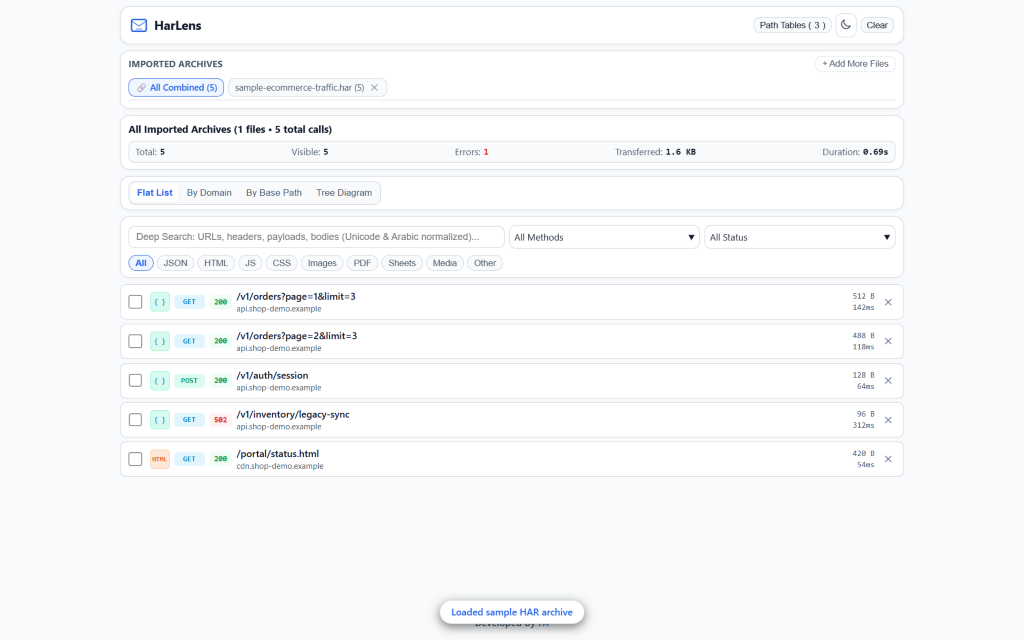 HarLens
Path Tables ( 3 )
Clear
IMPORTED ARCHIVES
+ Add More Files
All Combined (5)
sample-ecommerce-traffic.har (5)
All Imported Archives (1 files • 5 total calls)
Total: 5
Visible: 5
Errors: 1
Transferred: 1.6 KB
Duration: 0.69s
Flat List
By Domain
By Base Path
Tree Diagram
Deep Search: URLs, headers, payloads, bodies (Unicode & Arabic normalized)...
All Methods
All Status
All
JSON
HTML
JS
CSS
Images
PDF
Sheets
Media
Other
{ } GET 200 /v1/orders?page=1&limit=3 512 B
api.shop-demo.example 142ms
{ } GET 200 /v1/orders?page=2&limit=3 488 B
api.shop-demo.example 118ms
{ } POST 200 /v1/auth/session 128 B
api.shop-demo.example 64ms
{ } GET 502 /v1/inventory/legacy-sync 96 B
api.shop-demo.example 312ms
HTML GET 200 /portal/status.html 420 B
cdn.shop-demo.example 54ms
Loaded sample HAR archive
Developed by